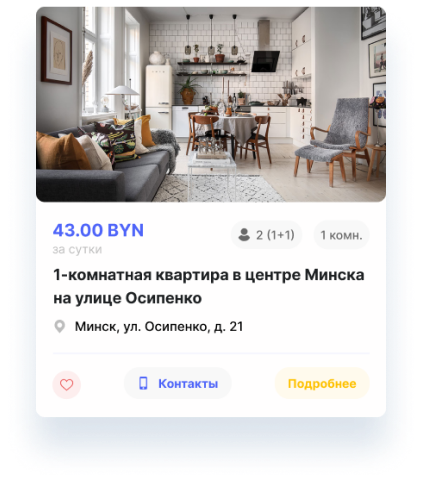 43.00 BYN
2 (1+1)
1 комн.
за сутки
1-комнатная квартира в центре Минска
на улице Осипенко
Минск, ул. Осипенко, д. 21
Контакты
Подробнее